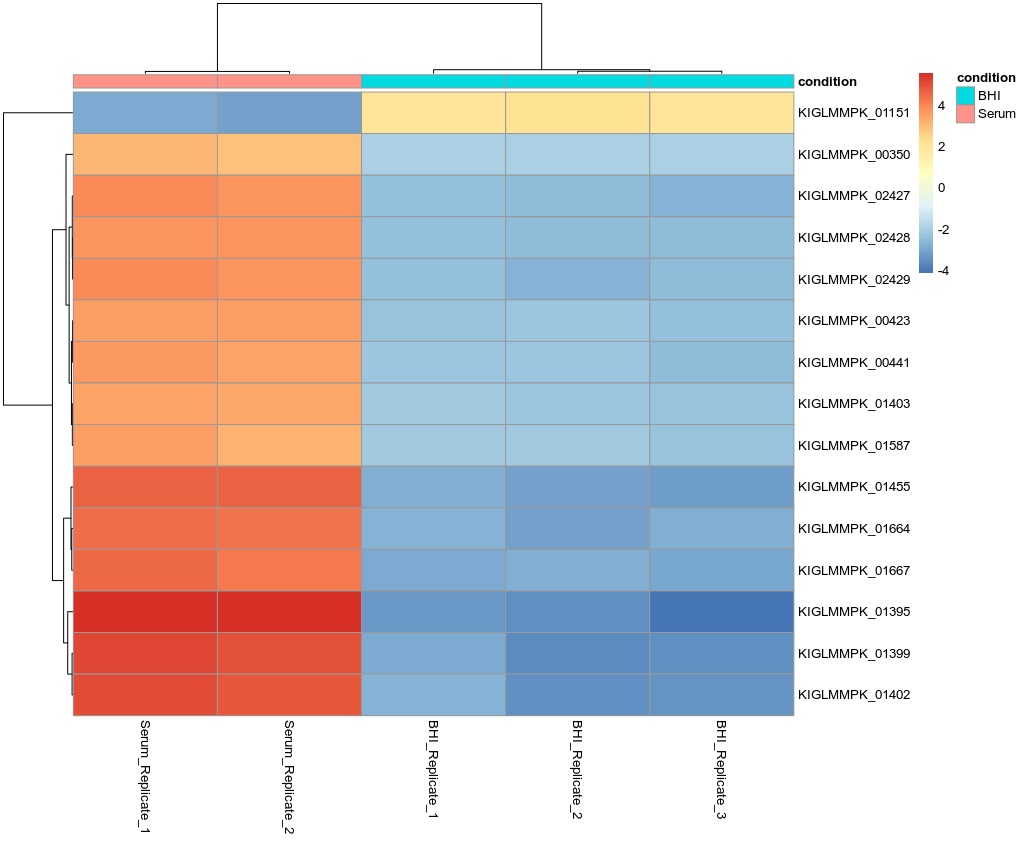 condition
KIGLMMPK_01151
KIGLMMPK_00350
KIGLMMPK_02427
KIGLMMPK_02428
KIGLMMPK_02429
KIGLMMPK_00423
KIGLMMPK_00441
KIGLMMPK_01403
KIGLMMPK_01587
KIGLMMPK_01455
KIGLMMPK_01664
KIGLMMPK_01667
KIGLMMPK_01395
KIGLMMPK_01399
KIGLMMPK_01402
Serum_Replicate_1
Serum_Replicate_2
BHI_Replicate_1
BHI_Replicate_2
BHI_Replicate_3
4
2
0
-2
-4
condition
BHI
Serum